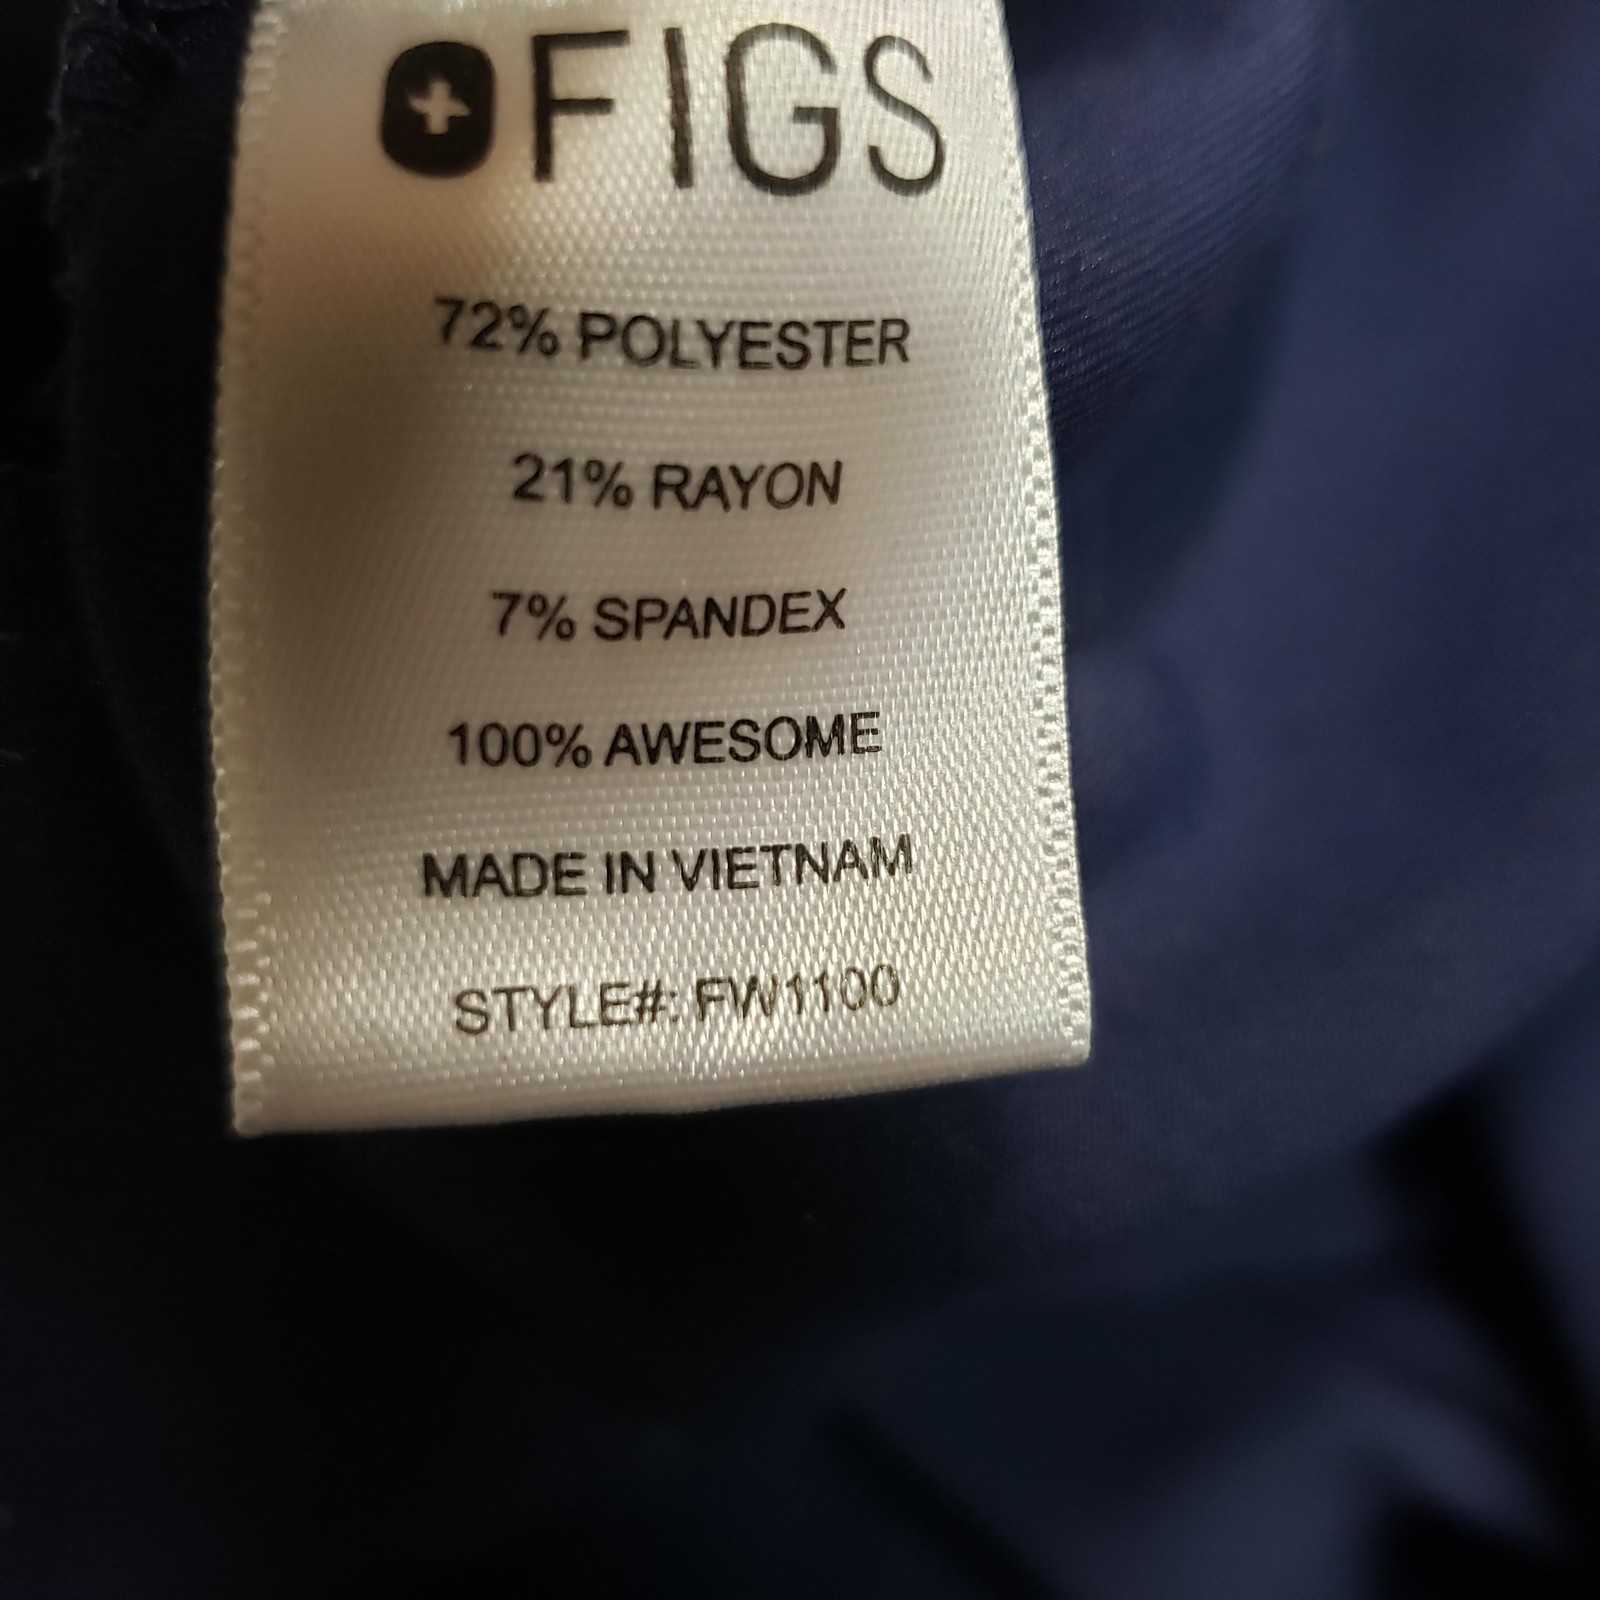 FIGS
72% POLYESTER
21% RAYON
7% SPANDEX
100% AWESOME
MADE IN VIETNAM
STYLE#: FW1100